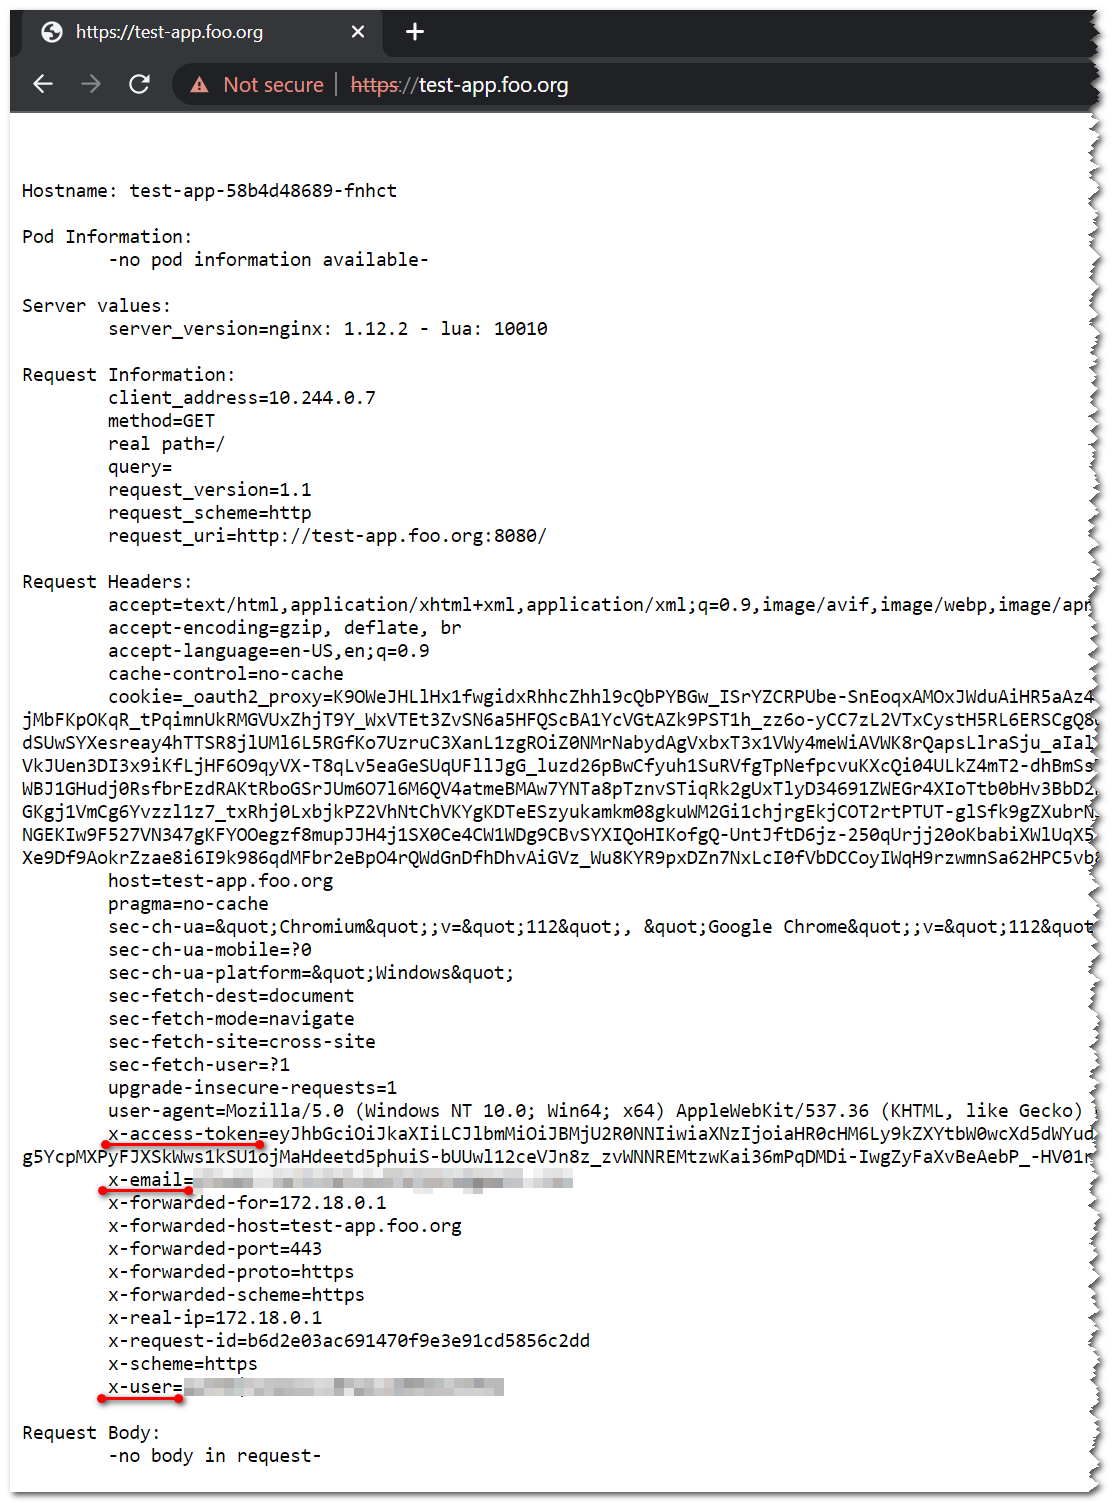 https://test-app.foo.org
Not secure https://test-app.foo.org
Hostname: test-app-58b4d48689-fnhct
Pod Information:
-no pod information available-
Server values:
server_version=nginx: 1.12.2 - lua: 10010
Request Information:
client_address=10.244.0.7
method=GET
real path=/
query=
request_version=1.1
request_scheme=http
request_uri=http://test-app.foo.org:8080/
Request Headers:
accept=text/html,application/xhtml+xml,application/xml;q=0.9,image/avif,image/webp,image/apn
accept-encoding=gzip, deflate, br
accept-language=en-US,en;q=0.9
cache-control=no-cache
cookie=_oauth2_proxy=K9OWeJHLlHx1fwgidxRhhcZhhl9cQbPYBGw_ISrYZCRPUbe-SnEoqxAMOxJWduAiHR5aAz4
jMbFKpOKqR_tPqimnUkRMGVUxZhjT9Y_WxVTEt3ZvSN6a5HFQScBA1YcVGtAZk9PST1h_zz6o-yCC7zL2VTxCystH5RL6ERSCgQ8
dSUwSYXesreay4hTTSR8jlUMl6L5RGfKo7UzruC3XanL1zgROiZ0NMrNabydAgVxbxT3x1VWy4meWiAVWK8rQapsLlraSju_aIal
VkJUen3DI3x9iKfLjHF6O9qyVX-T8qLv5eaGeSUqUFllJgG_luzd26pBwCfyuh1SuRVfgTpNefpcvuKXcQi04ULkZ4mT2-dhBmSs
WBJ1GHudj0RsfbrEzdRAKtRboGSrJUm6O7l6M6QV4atmeBMAw7YNTa8pTznvSTiqRk2gUxTlyD34691ZWEGr4XIoTtb0bHv3BbD2
GKgj1VmCg6Yvzzl1z7_txRhj0LxbjkPZ2VhNtChVKYgKDTeESzyukamkm08gkuWM2Gi1chjrgEkjCOT2rtPTUT-glSfk9gZXubrN
NGEKIw9F527VN347gKFYOOegzf8mupJJH4j1SX0Ce4CW1WDg9CBvSYXIQoHIKofgQ-UntJftD6jz-250qUrjj20oKbabiXWlUqX5
Xe9Df9AokrZzae8i6I9k986qdMFbr2eBpO4rQWdGnDfhDhvAiGVz_Wu8KYR9pxDZn7NxLcI0fVbDCCoyIWqH9rzwmnSa62HPC5vb
host=test-app.foo.org
pragma=no-cache
sec-ch-ua=&quot;Chromium&quot;;v=&quot;112&quot;, &quot;Google Chrome&quot;;v=&quot;112&quot
sec-ch-ua-mobile=?0
sec-ch-ua-platform=&quot;Windows&quot;
sec-fetch-dest=document
sec-fetch-mode=navigate
sec-fetch-site=cross-site
sec-fetch-user=?1
upgrade-insecure-requests=1
user-agent=Mozilla/5.0 (Windows NT 10.0; Win64; x64) AppleWebKit/537.36 (KHTML, like Gecko)
x-access-token=eyJhbGciOiJkaXIiLCJlbmMiOiJBMjU2R0NNIiwiaXNzIjoiaHR0cHM6Ly9kZXYtbW0wcXd5dWYud
g5YcpMXPyFJXSkWws1kSU1ojMaHdeetd5phuiS-bUUwl12ceVJn8z_zvWNNREMtzwKai36mPqDMDi-IwgZyFaXvBeAebP_-HV01r
x-email=
x-forwarded-for=172.18.0.1
x-forwarded-host=test-app.foo.org
x-forwarded-port=443
x-forwarded-proto=https
x-forwarded-scheme=https
x-real-ip=172.18.0.1
x-request-id=b6d2e03ac691470f9e3e91cd5856c2dd
x-scheme=https
x-user=
Request Body:
-no body in request-